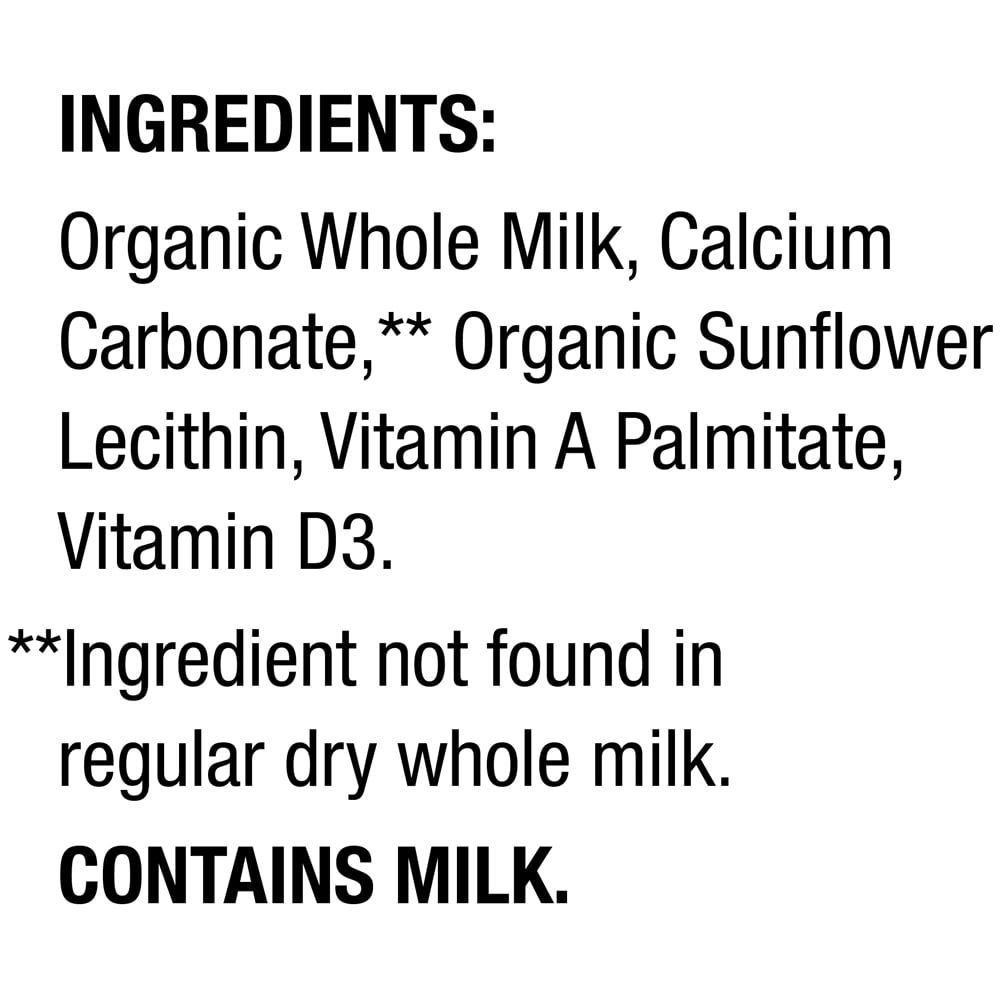 INGREDIENTS:
Organic Whole Milk, Calcium
Carbonate,** Organic Sunflower
Lecithin, Vitamin A Palmitate,
Vitamin D3.
**Ingredient not found in
regular dry whole milk.
CONTAINS MILK.